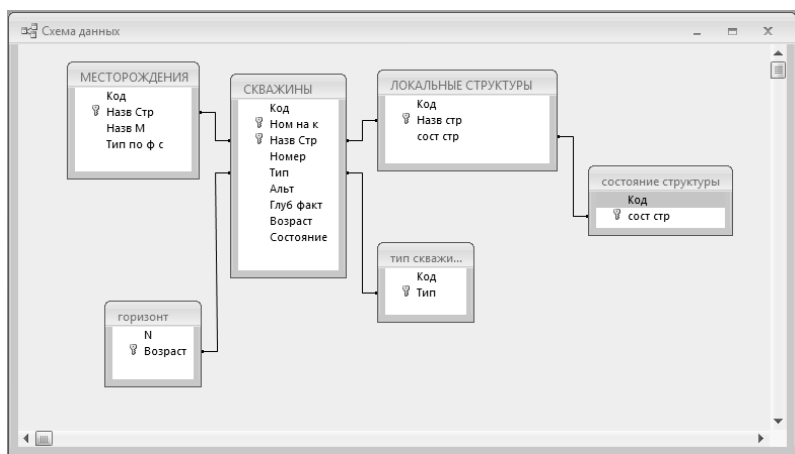 Схема данных
МЕСТОРОЖДЕНИЯ
Код
Назв Стр
Назв М
Тип по ф с
СКВАЖИНЫ
Код
Ном на к
Назв Стр
Номер
Тип
Альт
Глуб факт
Возраст
Состояние
ЛОКАЛЬНЫЕ СТРУКТУРЫ
Код
Назв стр
сост стр
состояние структуры
Код
сост стр
тип скважи...
Код
Тип
горизонт
N
Возраст